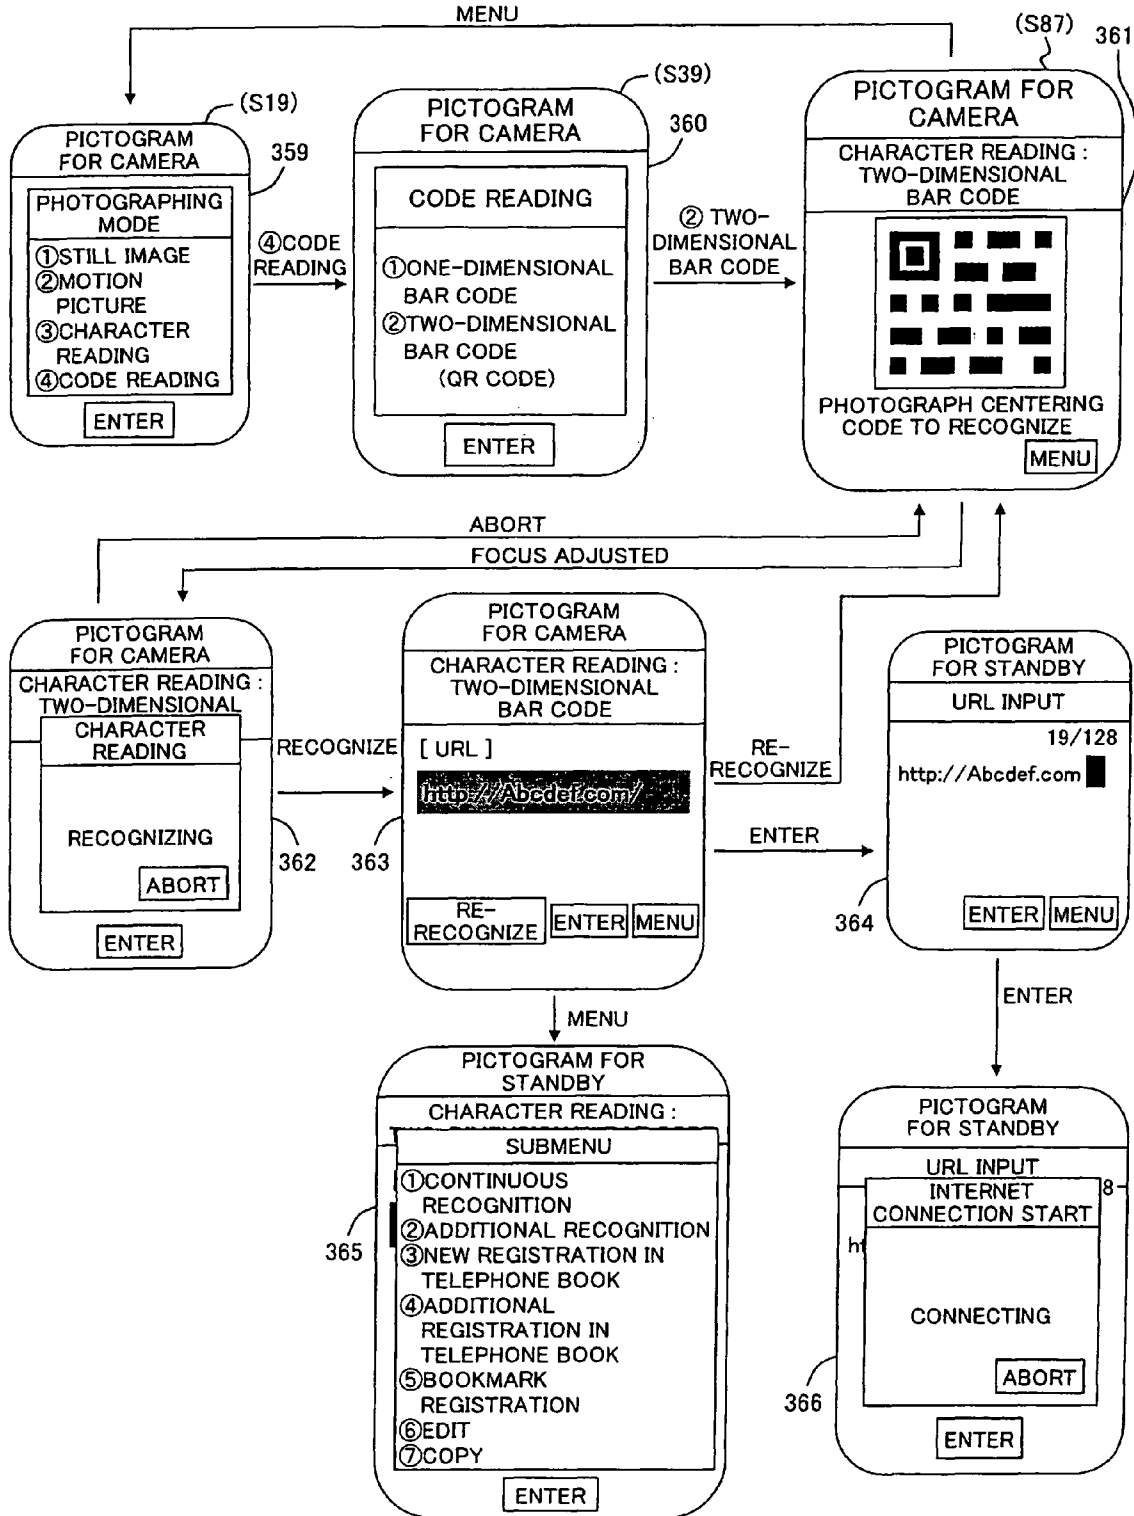 MENU
(S19)
PICTOGRAM
FOR CAMERA
359
PHOTOGRAPHING
MODE
①STILL IMAGE
②MOTION
PICTURE
③CHARACTER
READING
④CODE READING
ENTER
④CODE
READING
(S39)
PICTOGRAM
FOR CAMERA
360
CODE READING
①ONE-DIMENSIONAL
BAR CODE
②TWO-DIMENSIONAL
BAR CODE
(QR CODE)
ENTER
② TWO-
DIMENSIONAL
BAR CODE
(S87)
361
PICTOGRAM FOR
CAMERA
CHARACTER READING :
TWO-DIMENSIONAL
BAR CODE
PHOTOGRAPH CENTERING
CODE TO RECOGNIZE
MENU
ABORT
FOCUS ADJUSTED
PICTOGRAM
FOR CAMERA
CHARACTER READING :
TWO-DIMENSIONAL
CHARACTER
READING
RECOGNIZING
ABORT
ENTER
362
RECOGNIZE
PICTOGRAM
FOR CAMERA
CHARACTER READING :
TWO-DIMENSIONAL
BAR CODE
[ URL ]
http://Abcdef.com/
363
RE-
RECOGNIZE
ENTER
MENU
RE-
RECOGNIZE
ENTER
PICTOGRAM
FOR STANDBY
URL INPUT
19/128
http://Abcdef.com
364
ENTER
MENU
ENTER
MENU
PICTOGRAM FOR
STANDBY
CHARACTER READING :
SUBMENU
①CONTINUOUS
RECOGNITION
②ADDITIONAL RECOGNITION
③NEW REGISTRATION IN
TELEPHONE BOOK
④ADDITIONAL
REGISTRATION IN
TELEPHONE BOOK
⑤BOOKMARK
REGISTRATION
⑥EDIT
⑦COPY
ENTER
365
PICTOGRAM
FOR STANDBY
URL INPUT
8
INTERNET
CONNECTION START
ht
CONNECTING
ABORT
366
ENTER